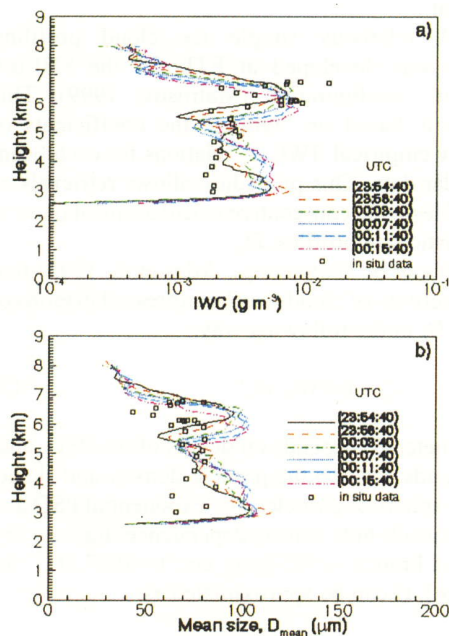 a)
9
8
7
6
5
4
3
2
1
0
Height (km)
UTC
[23:54:40]
[23:58:40]
[00:03:40]
[00:07:40]
[00:11:40]
[00:15:40]
in situ data
10⁻⁴ 10⁻³ 10⁻² 10⁻¹
IWC (g m⁻³)
b)
9
8
7
6
5
4
3
2
1
0
Height (km)
UTC
[23:54:40]
[23:58:40]
[00:03:40]
[00:07:40]
[00:11:40]
[00:15:40]
in situ data
0 50 100 150 200
Mean size, Dmean (μm)